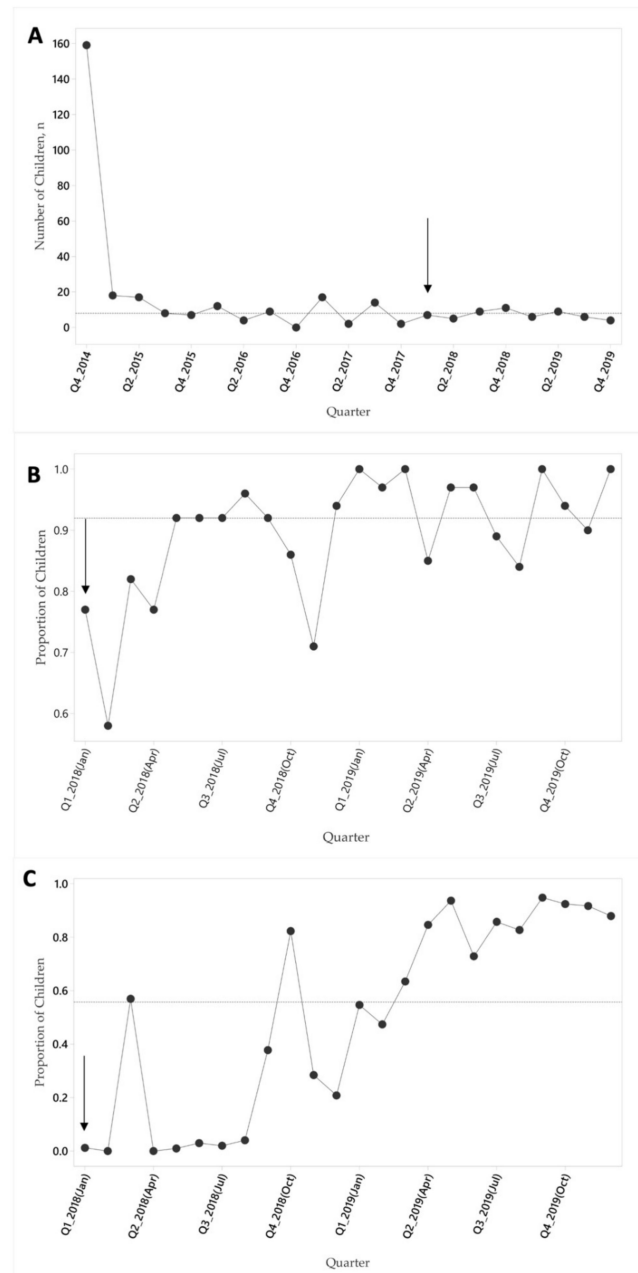 A
Number of Children, n
160
140
120
100
80
60
40
20
0
Q4_2014
Q2_2015
Q4_2015
Q2_2016
Q4_2016
Q2_2017
Q4_2017
Q2_2018
Q4_2018
Q2_2019
Q4_2019
Quarter
B
Proportion of Children
1.0
0.9
0.8
0.7
0.6
Q1_2018(Jan)
Q2_2018(Apr)
Q3_2018(Jul)
Q4_2018(Oct)
Q1_2019(Jan)
Q2_2019(Apr)
Q3_2019(Jul)
Q4_2019(Oct)
Quarter
C
Proportion of Children
1.0
0.8
0.6
0.4
0.2
0.0
Q1_2018(Jan)
Q2_2018(Apr)
Q3_2018(Jul)
Q4_2018(Oct)
Q1_2019(Jan)
Q2_2019(Apr)
Q3_2019(Jul)
Q4_2019(Oct)
Quarter